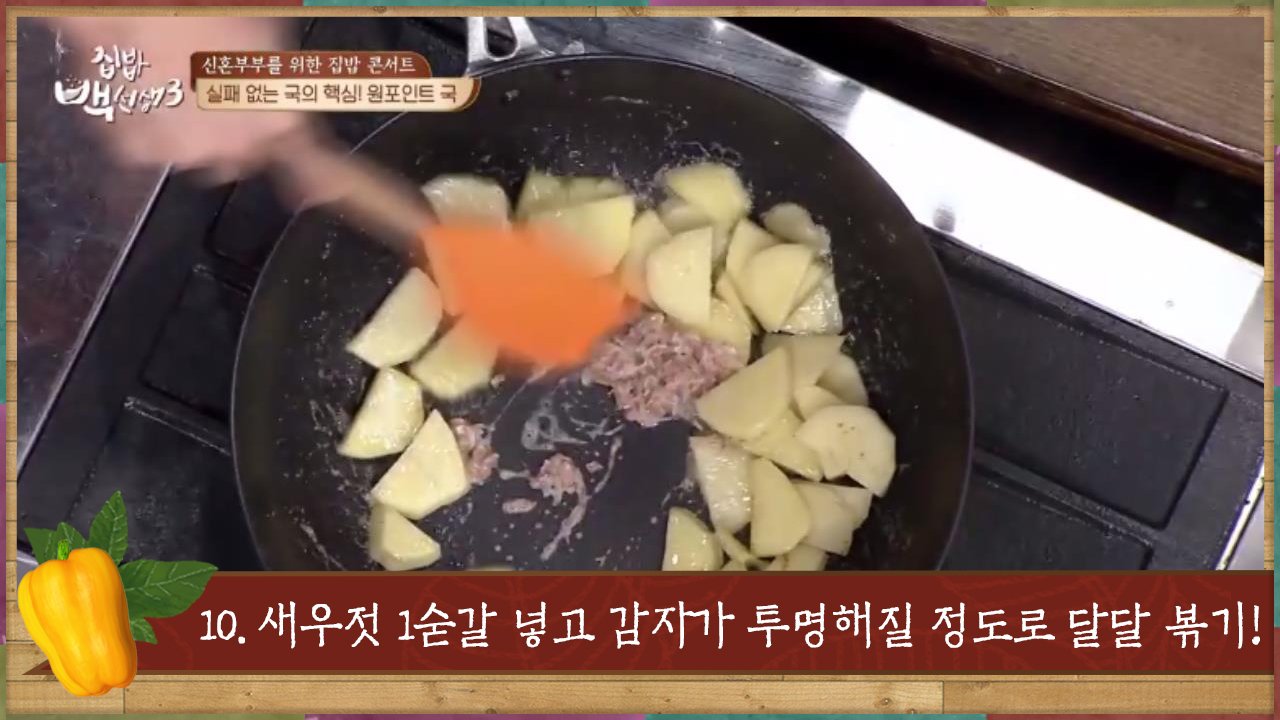 집밥
백선생3
신혼부부를 위한 집밥 콘서트
실패 없는 국의 핵심! 원포인트 국
10. 새우젓 1숟갈 넣고 감자가 투명해질 정도로 달달 볶기!